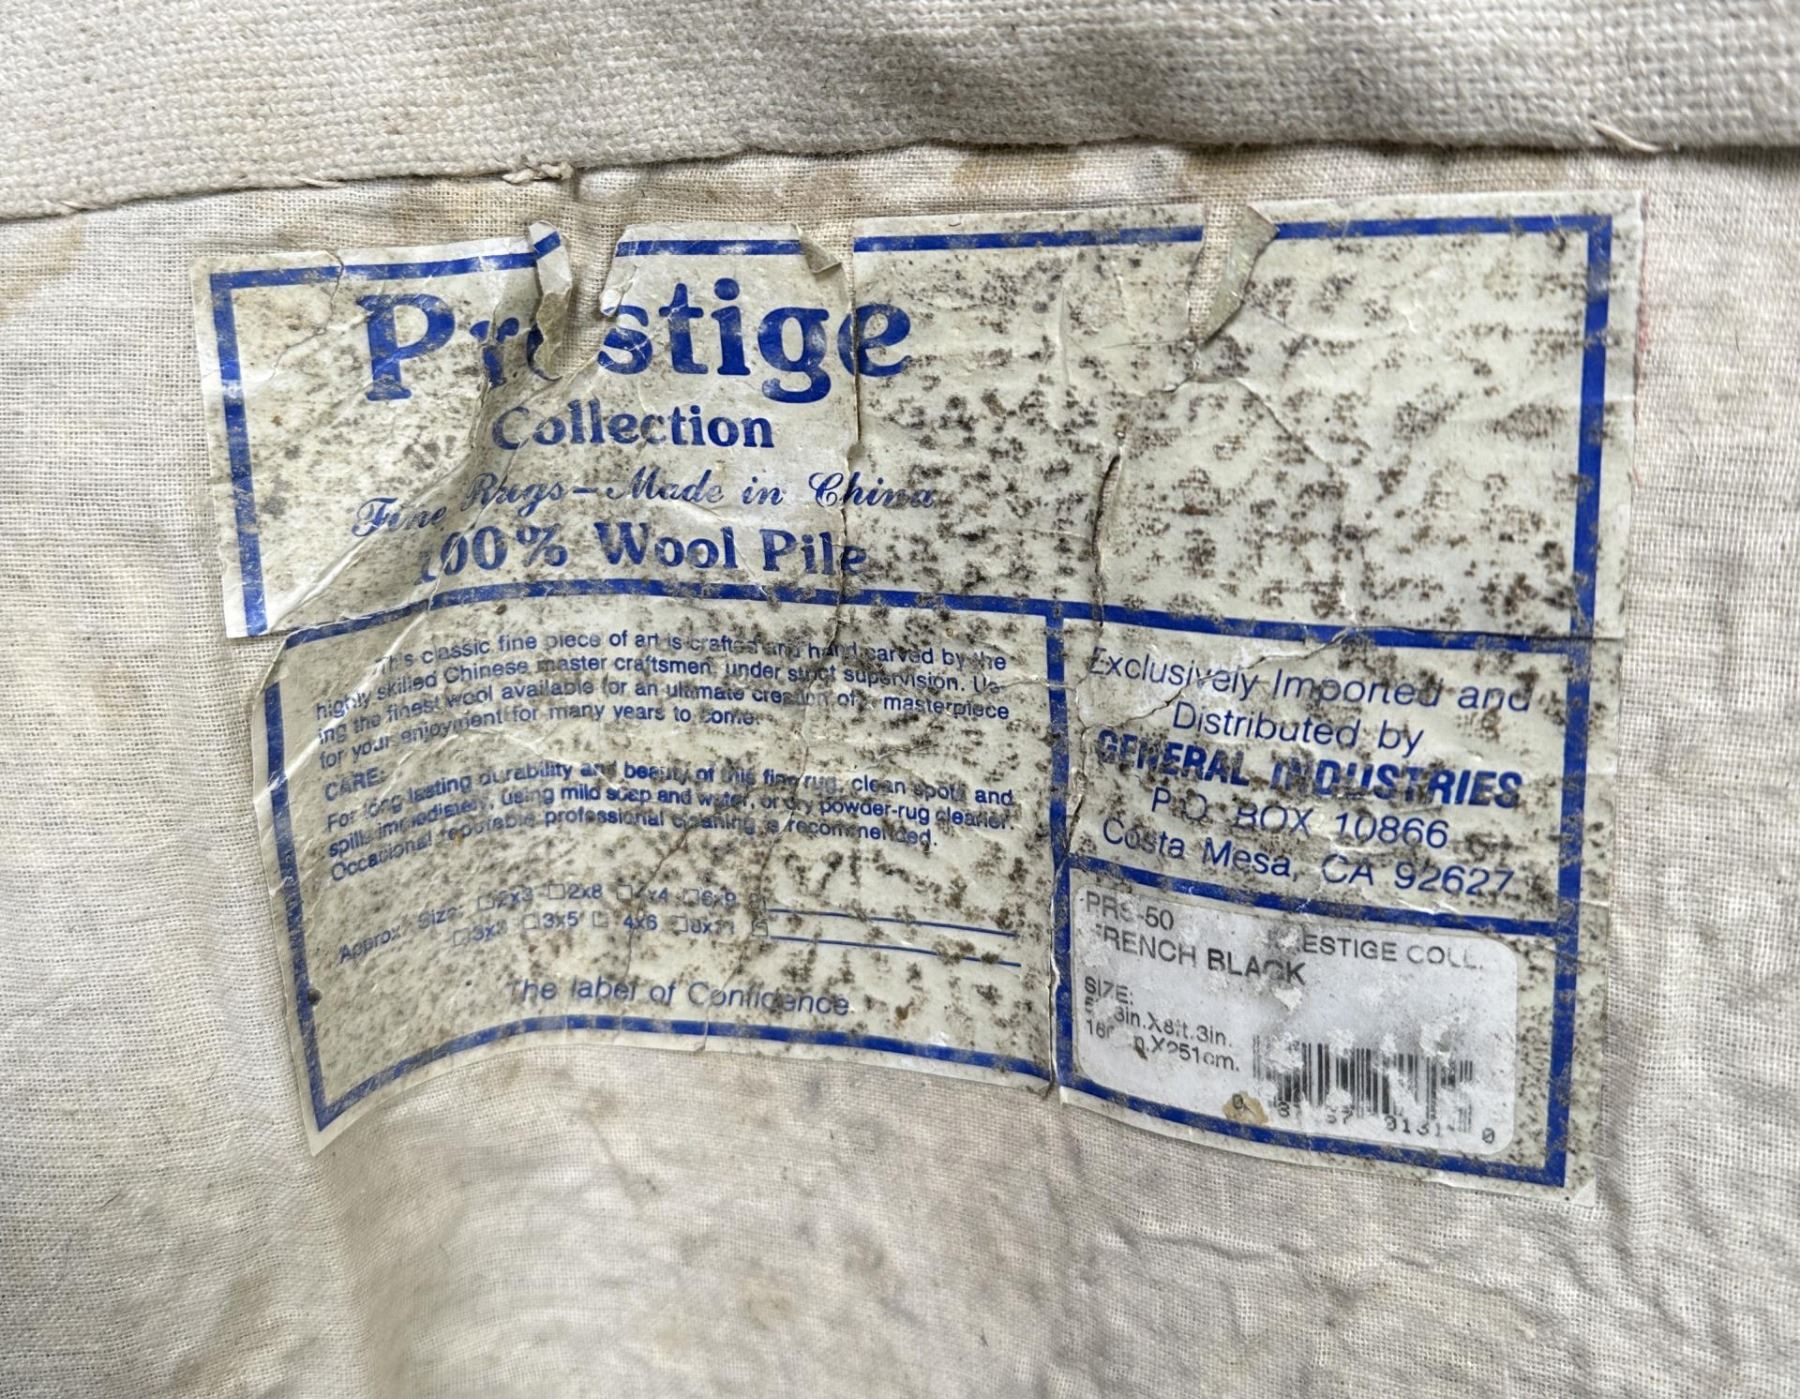 Prestige
Collection
Fine Rugs-Made in China
100% Wool Pile
This classic fine piece of art is crafted and hand carved by the
highly skilled Chinese master craftsmen, under strict supervision. Us-
ing the finest wool available for an ultimate creation of a masterpiece
for your enjoyment for many years to come.
CARE:
For long lasting durability and beauty of this fine rug, clean spots and
spills immediately, using mild soap and water, or dry powder-rug cleaner.
Occasional reputable professional cleaning is recommended.
Approx. Size: 2x3 2x8 4x4 6x9
3x5 4x6 8x11
The label of Confidence
Exclusively Imported and
Distributed by
GENERAL INDUSTRIES
P.O. BOX 10866
Costa Mesa, CA 92627
PRS-50
ESTIGE COLL.
FRENCH BLACK
SIZE:
3in.X8ft.3in.
X251cm.